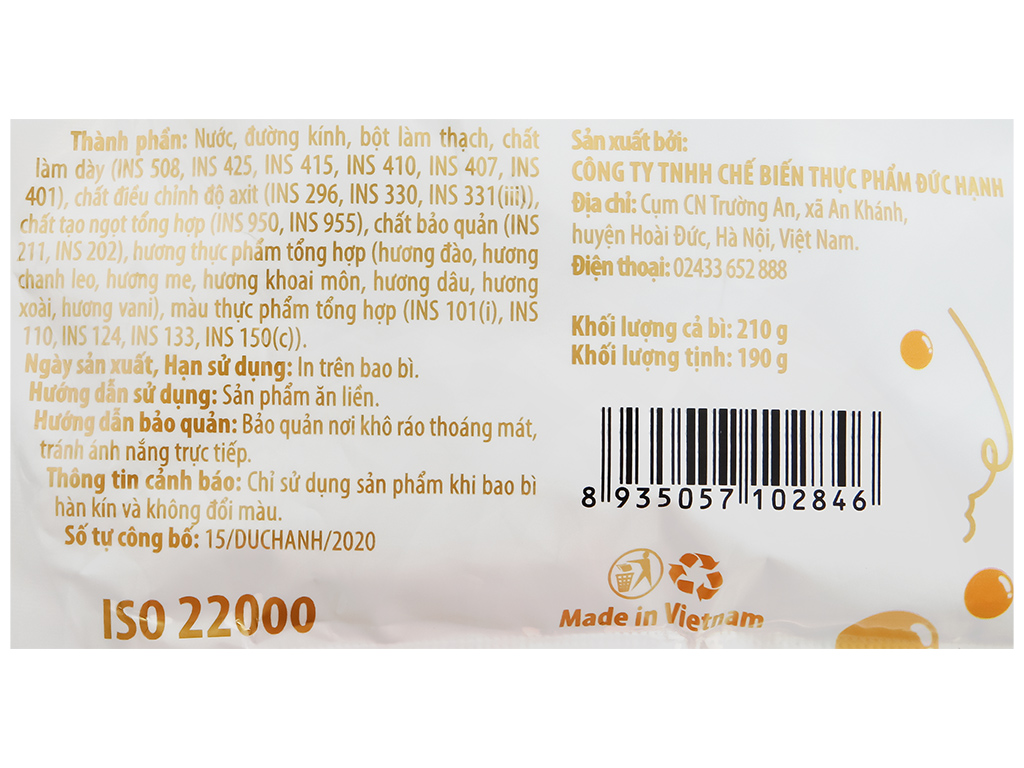 Thành phần: Nước, đường kính, bột làm thạch, chất
làm dày (INS 508, INS 425, INS 415, INS 410, INS 407, INS
401), chất điều chỉnh độ axit (INS 296, INS 330, INS 331(iii)),
chất tạo ngọt tổng hợp (INS 950, INS 955), chất bảo quản (INS
211, INS 202), hương thực phẩm tổng hợp (hương đào, hương
chanh leo, hương me, hương khoai môn, hương dâu, hương
xoài, hương vani), màu thực phẩm tổng hợp (INS 101(i), INS
110, INS 124, INS 133, INS 150(c)).
Ngày sản xuất, Hạn sử dụng: In trên bao bì.
Hướng dẫn sử dụng: Sản phẩm ăn liền.
Hướng dẫn bảo quản: Bảo quản nơi khô ráo thoáng mát,
tránh ánh nắng trực tiếp.
Thông tin cảnh báo: Chỉ sử dụng sản phẩm khi bao bì
hàn kín và không đổi màu.
Số tự công bố: 15/DUCHANH/2020
ISO 22000
Sản xuất bởi:
CÔNG TY TNHH CHẾ BIẾN THỰC PHẨM ĐỨC HẠNH
Địa chỉ: Cụm CN Trường An, xã An Khánh,
huyện Hoài Đức, Hà Nội, Việt Nam.
Điện thoại: 02433 652 888
Khối lượng cả bì: 210 g
Khối lượng tịnh: 190 g
8 935057 102846
Made in Vietnam